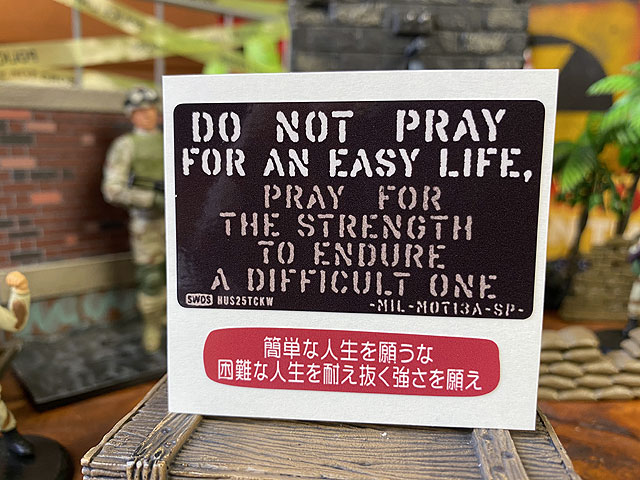 DO NOT PRAY
FOR AN EASY LIFE,
PRAY FOR
THE STRENGTH
TO ENDURE
A DIFFICULT ONE
SWDS HUS25TCKW
-MIL-MOT13A-SP-
簡単な人生を願うな
困難な人生を耐え抜く強さを願え